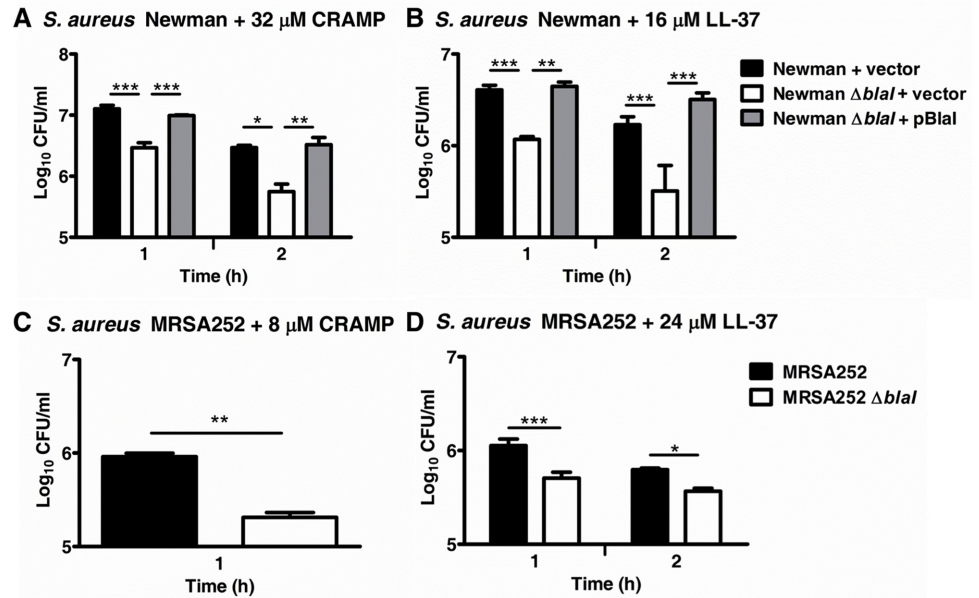 A S. aureus Newman + 32 μM CRAMP
8
7
6
5
Log10 CFU/ml
***
***
*
**
1
2
Time (h)
B S. aureus Newman + 16 μM LL-37
7
6
5
Log10 CFU/ml
***
**
***
***
1
2
Time (h)
Newman + vector
Newman ΔblaI + vector
Newman ΔblaI + pBlaI
C S. aureus MRSA252 + 8 μM CRAMP
7
6
5
Log10 CFU/ml
**
1
Time (h)
D S. aureus MRSA252 + 24 μM LL-37
7
6
5
Log10 CFU/ml
***
*
1
2
Time (h)
MRSA252
MRSA252 ΔblaI